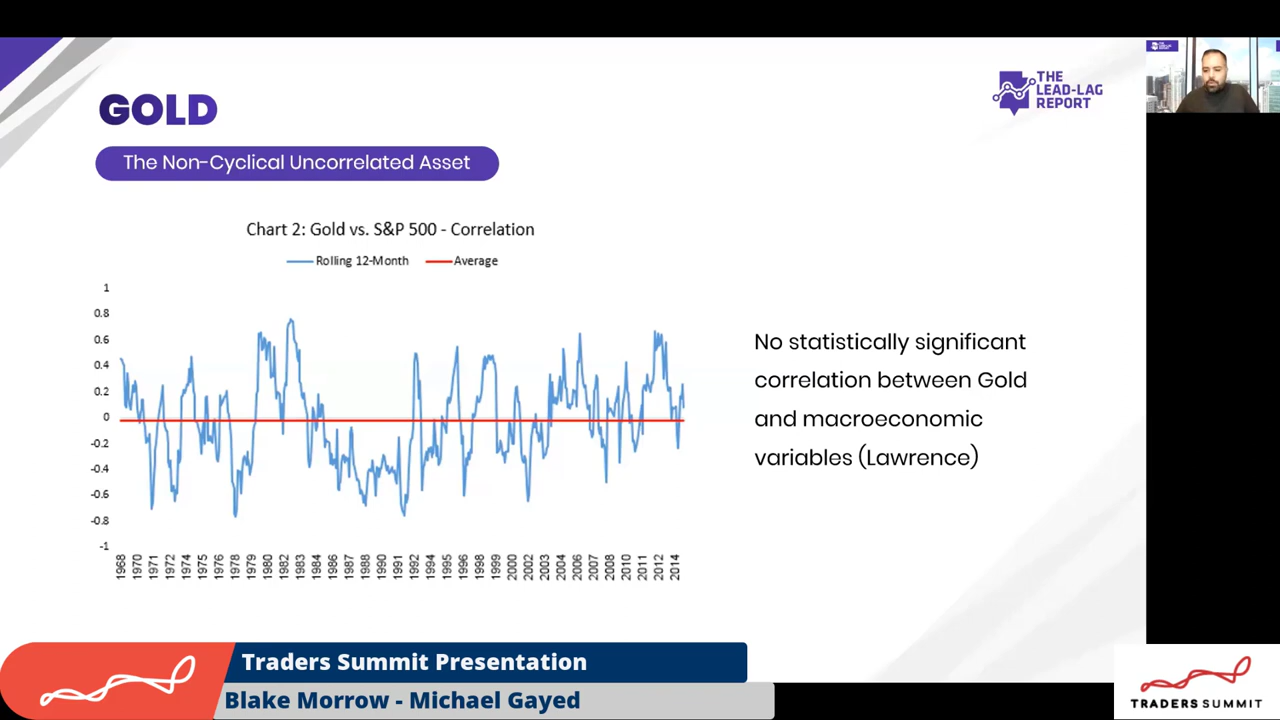 GOLD
The Non-Cyclical Uncorrelated Asset
THE
LEAD-LAG
REPORT
Chart 2: Gold vs. S&P 500 - Correlation
Rolling 12-Month Average
1
0.8
0.6
0.4
0.2
0
-0.2
-0.4
-0.6
-0.8
-1
1968 1970 1971 1972 1974 1975 1976 1978 1979 1980 1982 1983 1984 1986 1987 1988 1990 1991 1992 1994 1995 1996 1998 1999 2000 2002 2003 2004 2006 2007 2008 2010 2011 2012 2014
No statistically significant
correlation between Gold
and macroeconomic
variables (Lawrence)
Traders Summit Presentation
Blake Morrow - Michael Gayed
TRADERS SUMMIT